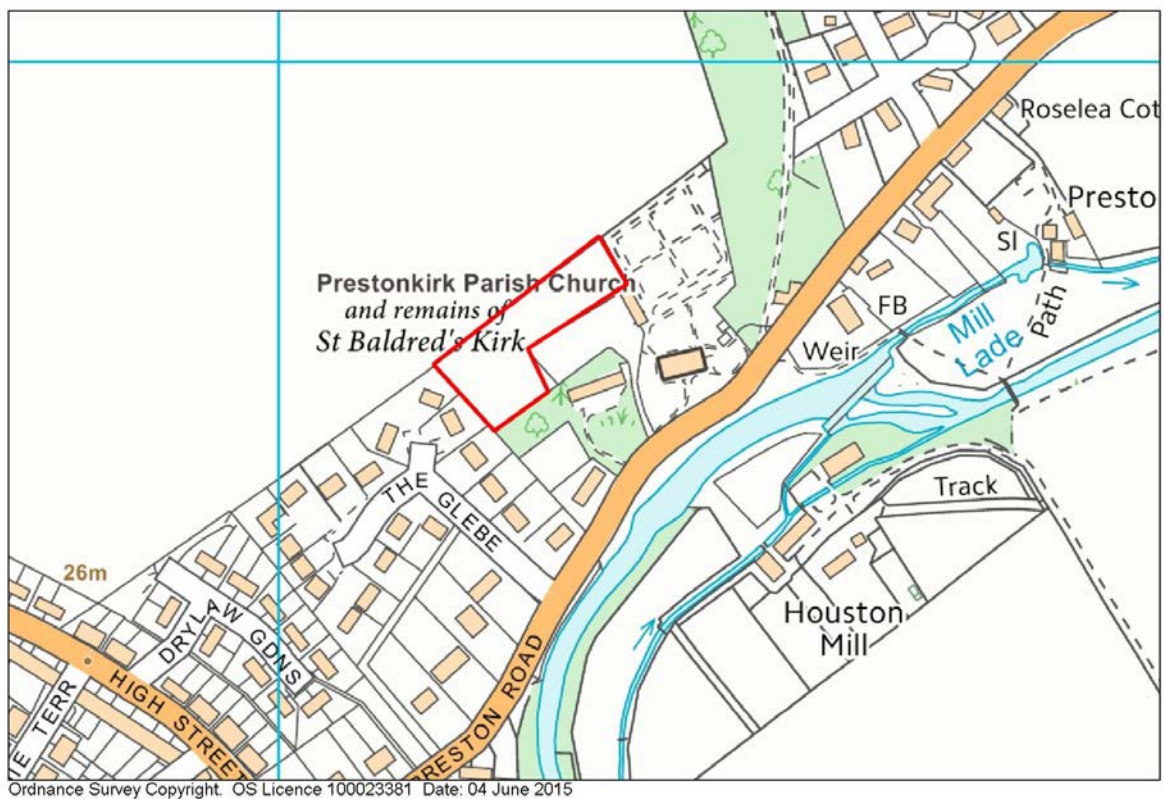 Roselea Cot
Presto
SI
Prestonkirk Parish Church
and remains of
St Baldred's Kirk
FB
Weir
Mill
Lade
Path
Track
THE GLEBE
26m
Houston
Mill
DRYLAW GDNS
HIGH STREET
PRESTON ROAD
IE TERR
Ordnance Survey Copyright. OS Licence 100023381 Date: 04 June 2015